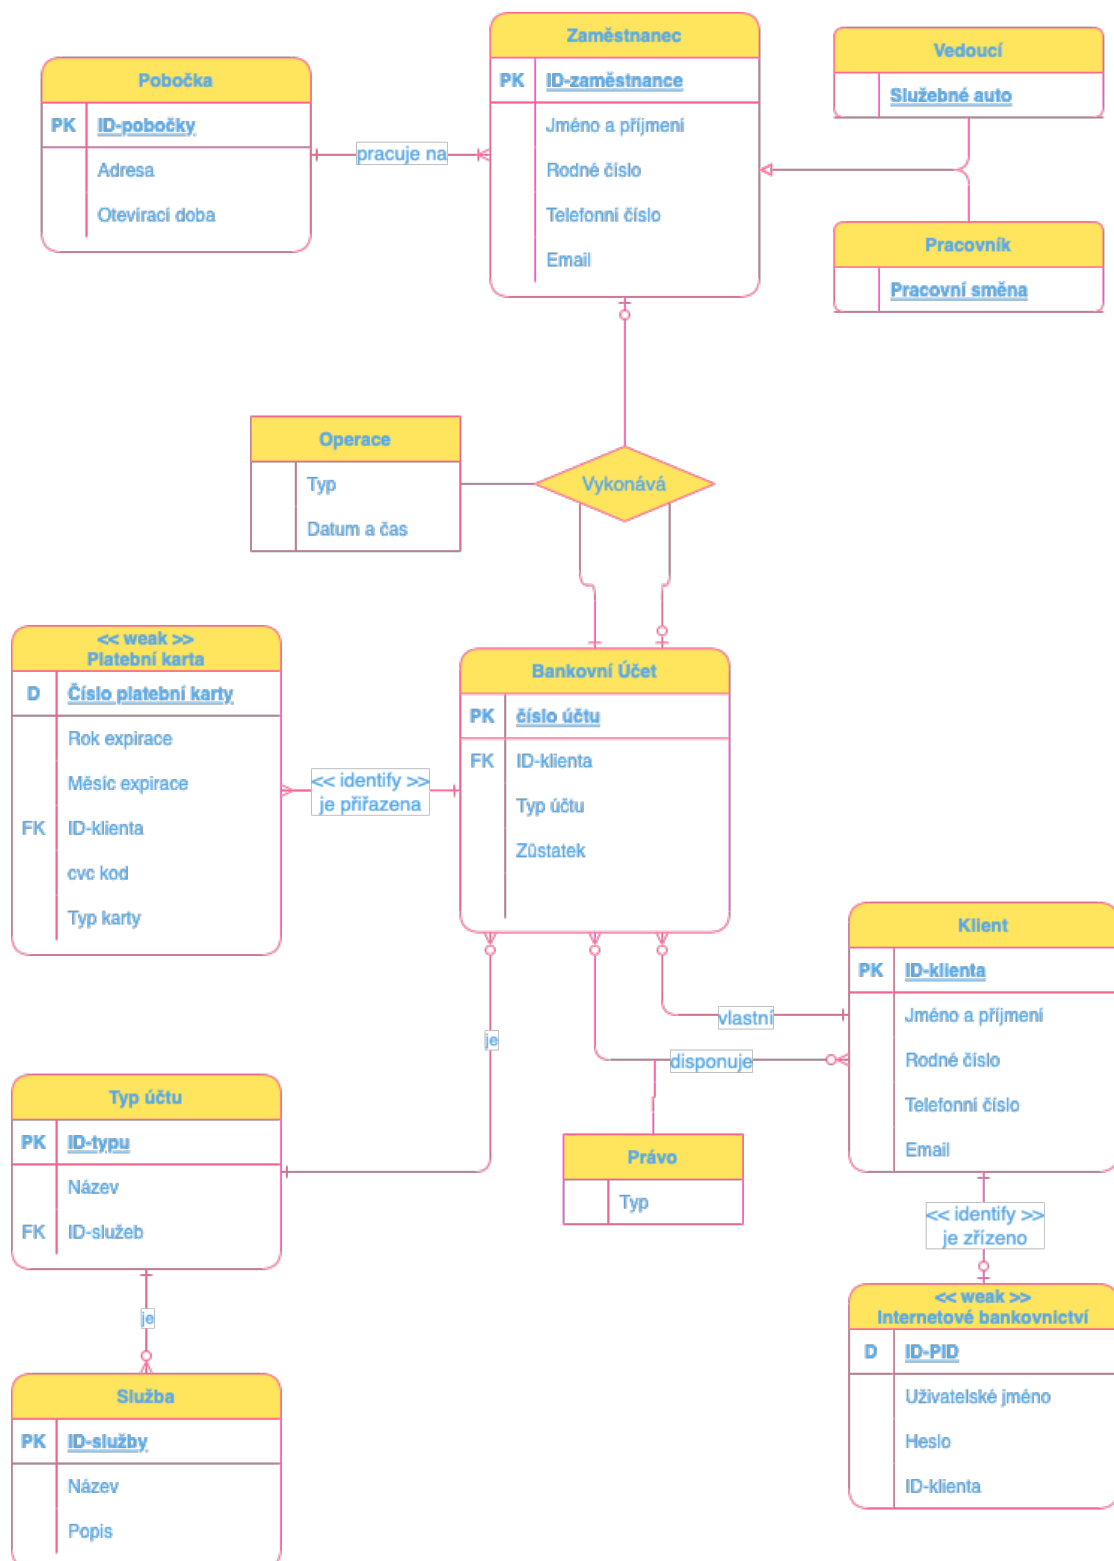 Zaměstnanec
PK ID-zaměstnance
Jméno a příjmení
Rodné číslo
Telefonní číslo
Email
Vedoucí
Služebné auto
Pobočka
PK ID-pobočky
Adresa
Otevírací doba
pracuje na
Pracovník
Pracovní směna
Operace
Typ
Datum a čas
Vykonává
<< weak >>
Platební karta
D Číslo platební karty
Rok expirace
Měsíc expirace
FK ID-klienta
cvc kod
Typ karty
<< identify >>
je přiřazena
Bankovní Účet
PK číslo účtu
FK ID-klienta
Typ účtu
Zůstatek
Klient
PK ID-klienta
Jméno a příjmení
Rodné číslo
Telefonní číslo
Email
vlastní
disponuje
je
Typ účtu
PK ID-typu
Název
FK ID-služeb
Právo
Typ
<< identify >>
je zřízeno
<< weak >>
Internetové bankovnictví
D ID-PID
Uživatelské jméno
Heslo
ID-klienta
je
Služba
PK ID-služby
Název
Popis